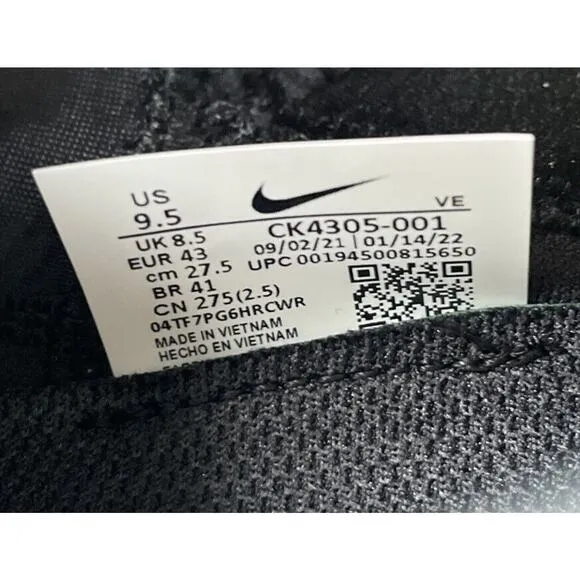 US
9.5
VE
UK 8.5
CK4305-001
EUR 43
09/02/21 | 01/14/22
cm 27.5
UPC 00194500815650
BR 41
CN 275(2.5)
04TF7PG6HRCWR
MADE IN VIETNAM
HECHO EN VIETNAM